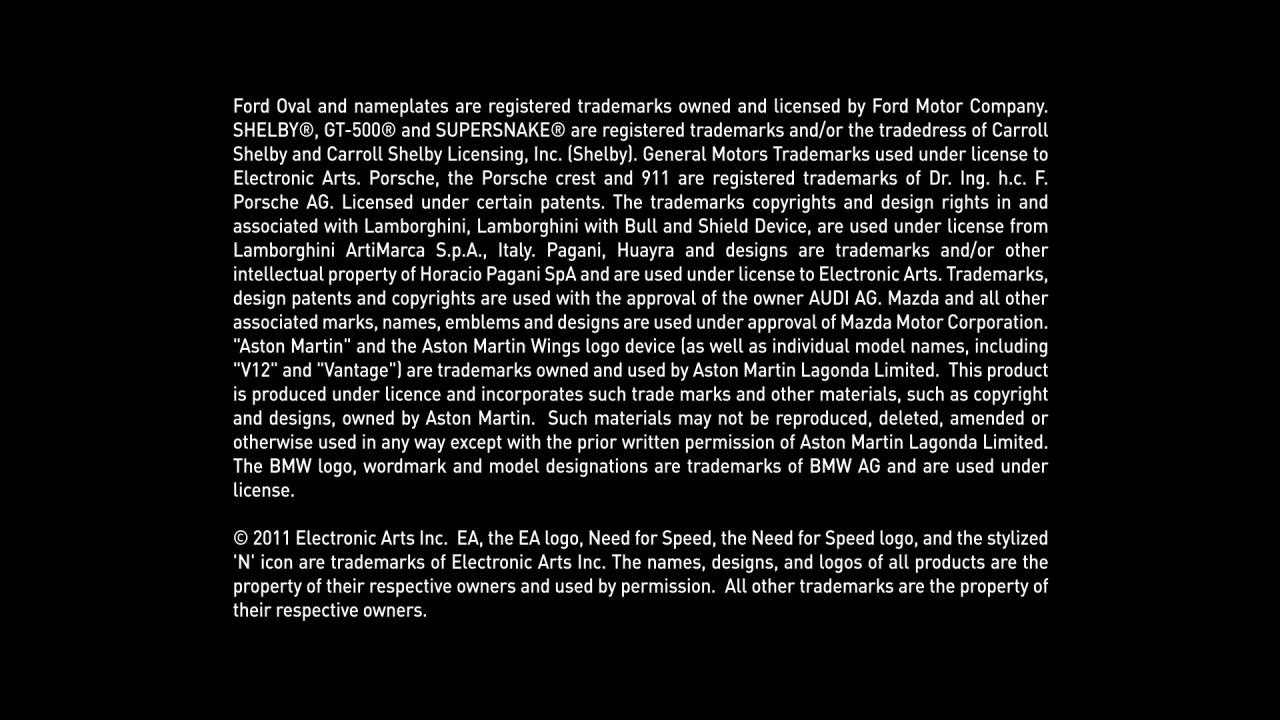 Ford Oval and nameplates are registered trademarks owned and licensed by Ford Motor Company.
SHELBY®, GT-500® and SUPERSNAKE® are registered trademarks and/or the tradedress of Carroll
Shelby and Carroll Shelby Licensing, Inc. (Shelby). General Motors Trademarks used under license to
Electronic Arts. Porsche, the Porsche crest and 911 are registered trademarks of Dr. Ing. h.c. F.
Porsche AG. Licensed under certain patents. The trademarks copyrights and design rights in and
associated with Lamborghini, Lamborghini with Bull and Shield Device, are used under license from
Lamborghini ArtiMarca S.p.A., Italy. Pagani, Huayra and designs are trademarks and/or other
intellectual property of Horacio Pagani SpA and are used under license to Electronic Arts. Trademarks,
design patents and copyrights are used with the approval of the owner AUDI AG. Mazda and all other
associated marks, names, emblems and designs are used under approval of Mazda Motor Corporation.
"Aston Martin" and the Aston Martin Wings logo device (as well as individual model names, including
"V12" and "Vantage") are trademarks owned and used by Aston Martin Lagonda Limited.  This product
is produced under licence and incorporates such trade marks and other materials, such as copyright
and designs, owned by Aston Martin.  Such materials may not be reproduced, deleted, amended or
otherwise used in any way except with the prior written permission of Aston Martin Lagonda Limited.
The BMW logo, wordmark and model designations are trademarks of BMW AG and are used under
license.
© 2011 Electronic Arts Inc.  EA, the EA logo, Need for Speed, the Need for Speed logo, and the stylized
'N' icon are trademarks of Electronic Arts Inc. The names, designs, and logos of all products are the
property of their respective owners and used by permission.  All other trademarks are the property of
their respective owners.